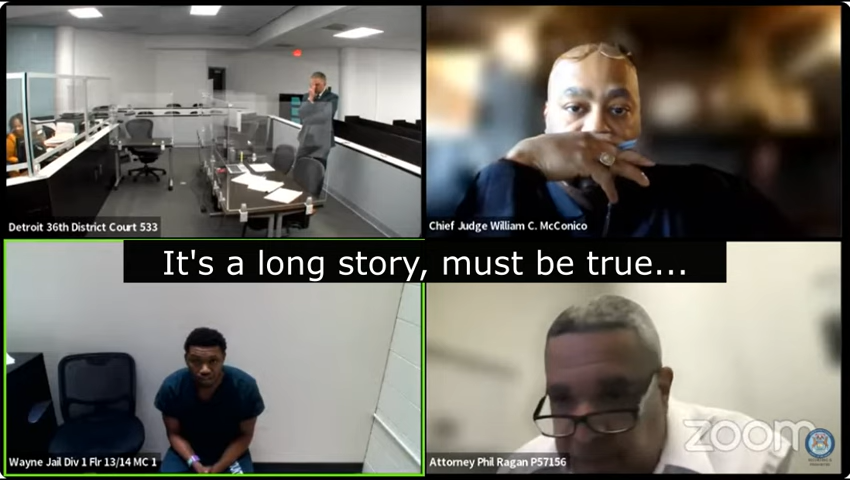 Detroit 36th District Court 533
Chief Judge William C. McConico
It's a long story, must be true...
Wayne Jail Div 1 Flr 13/14 MC 1
Attorney Phil Ragan P57156
zoom